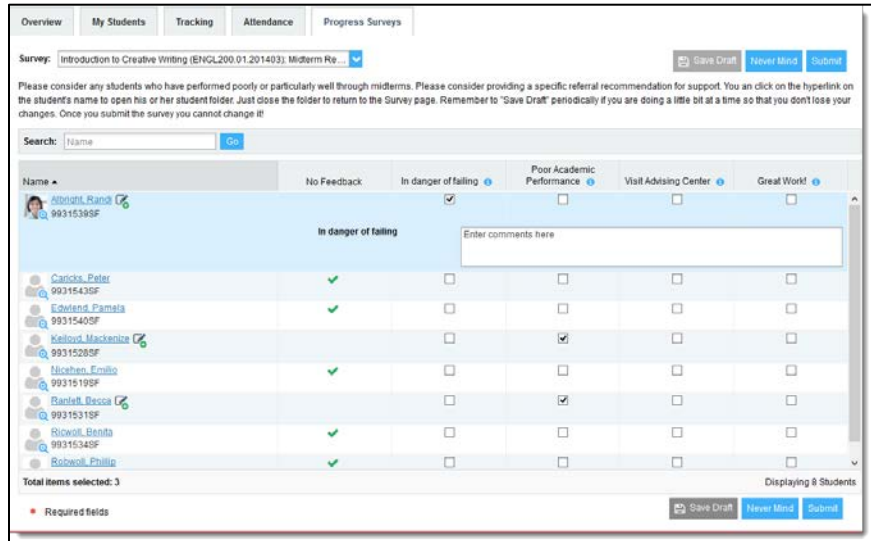 Overview My Students Tracking Attendance Progress Surveys
Survey: Introduction to Creative Writing (ENGL200.01.201403): Midterm Re... Save Draft Never Mind Submit
Please consider any students who have performed poorly or particularly well through midterms. Please consider providing a specific referral recommendation for support. You an click on the hyperlink on
the student's name to open his or her student folder. Just close the folder to return to the Survey page. Remember to "Save Draft" periodically if you are doing a little bit at a time so that you don't lose your
changes. Once you submit the survey you cannot change it!
Search: Name Go
Name No Feedback In danger of failing Poor Academic Performance Visit Advising Center Great Work!
Albright, Randi
9931539SF
In danger of failing Enter comments here
Caricks, Peter
9931543SF
Edwlend, Pamela
9931540SF
Kelloyd, Mackenize
9931528SF
Nicehen, Emilio
9931519SF
Ranlett, Becca
9931531SF
Ricwoll, Benita
9931534SF
Robwoll, Phillip
Total items selected: 3 Displaying 8 Students
Required fields Save Draft Never Mind Submit